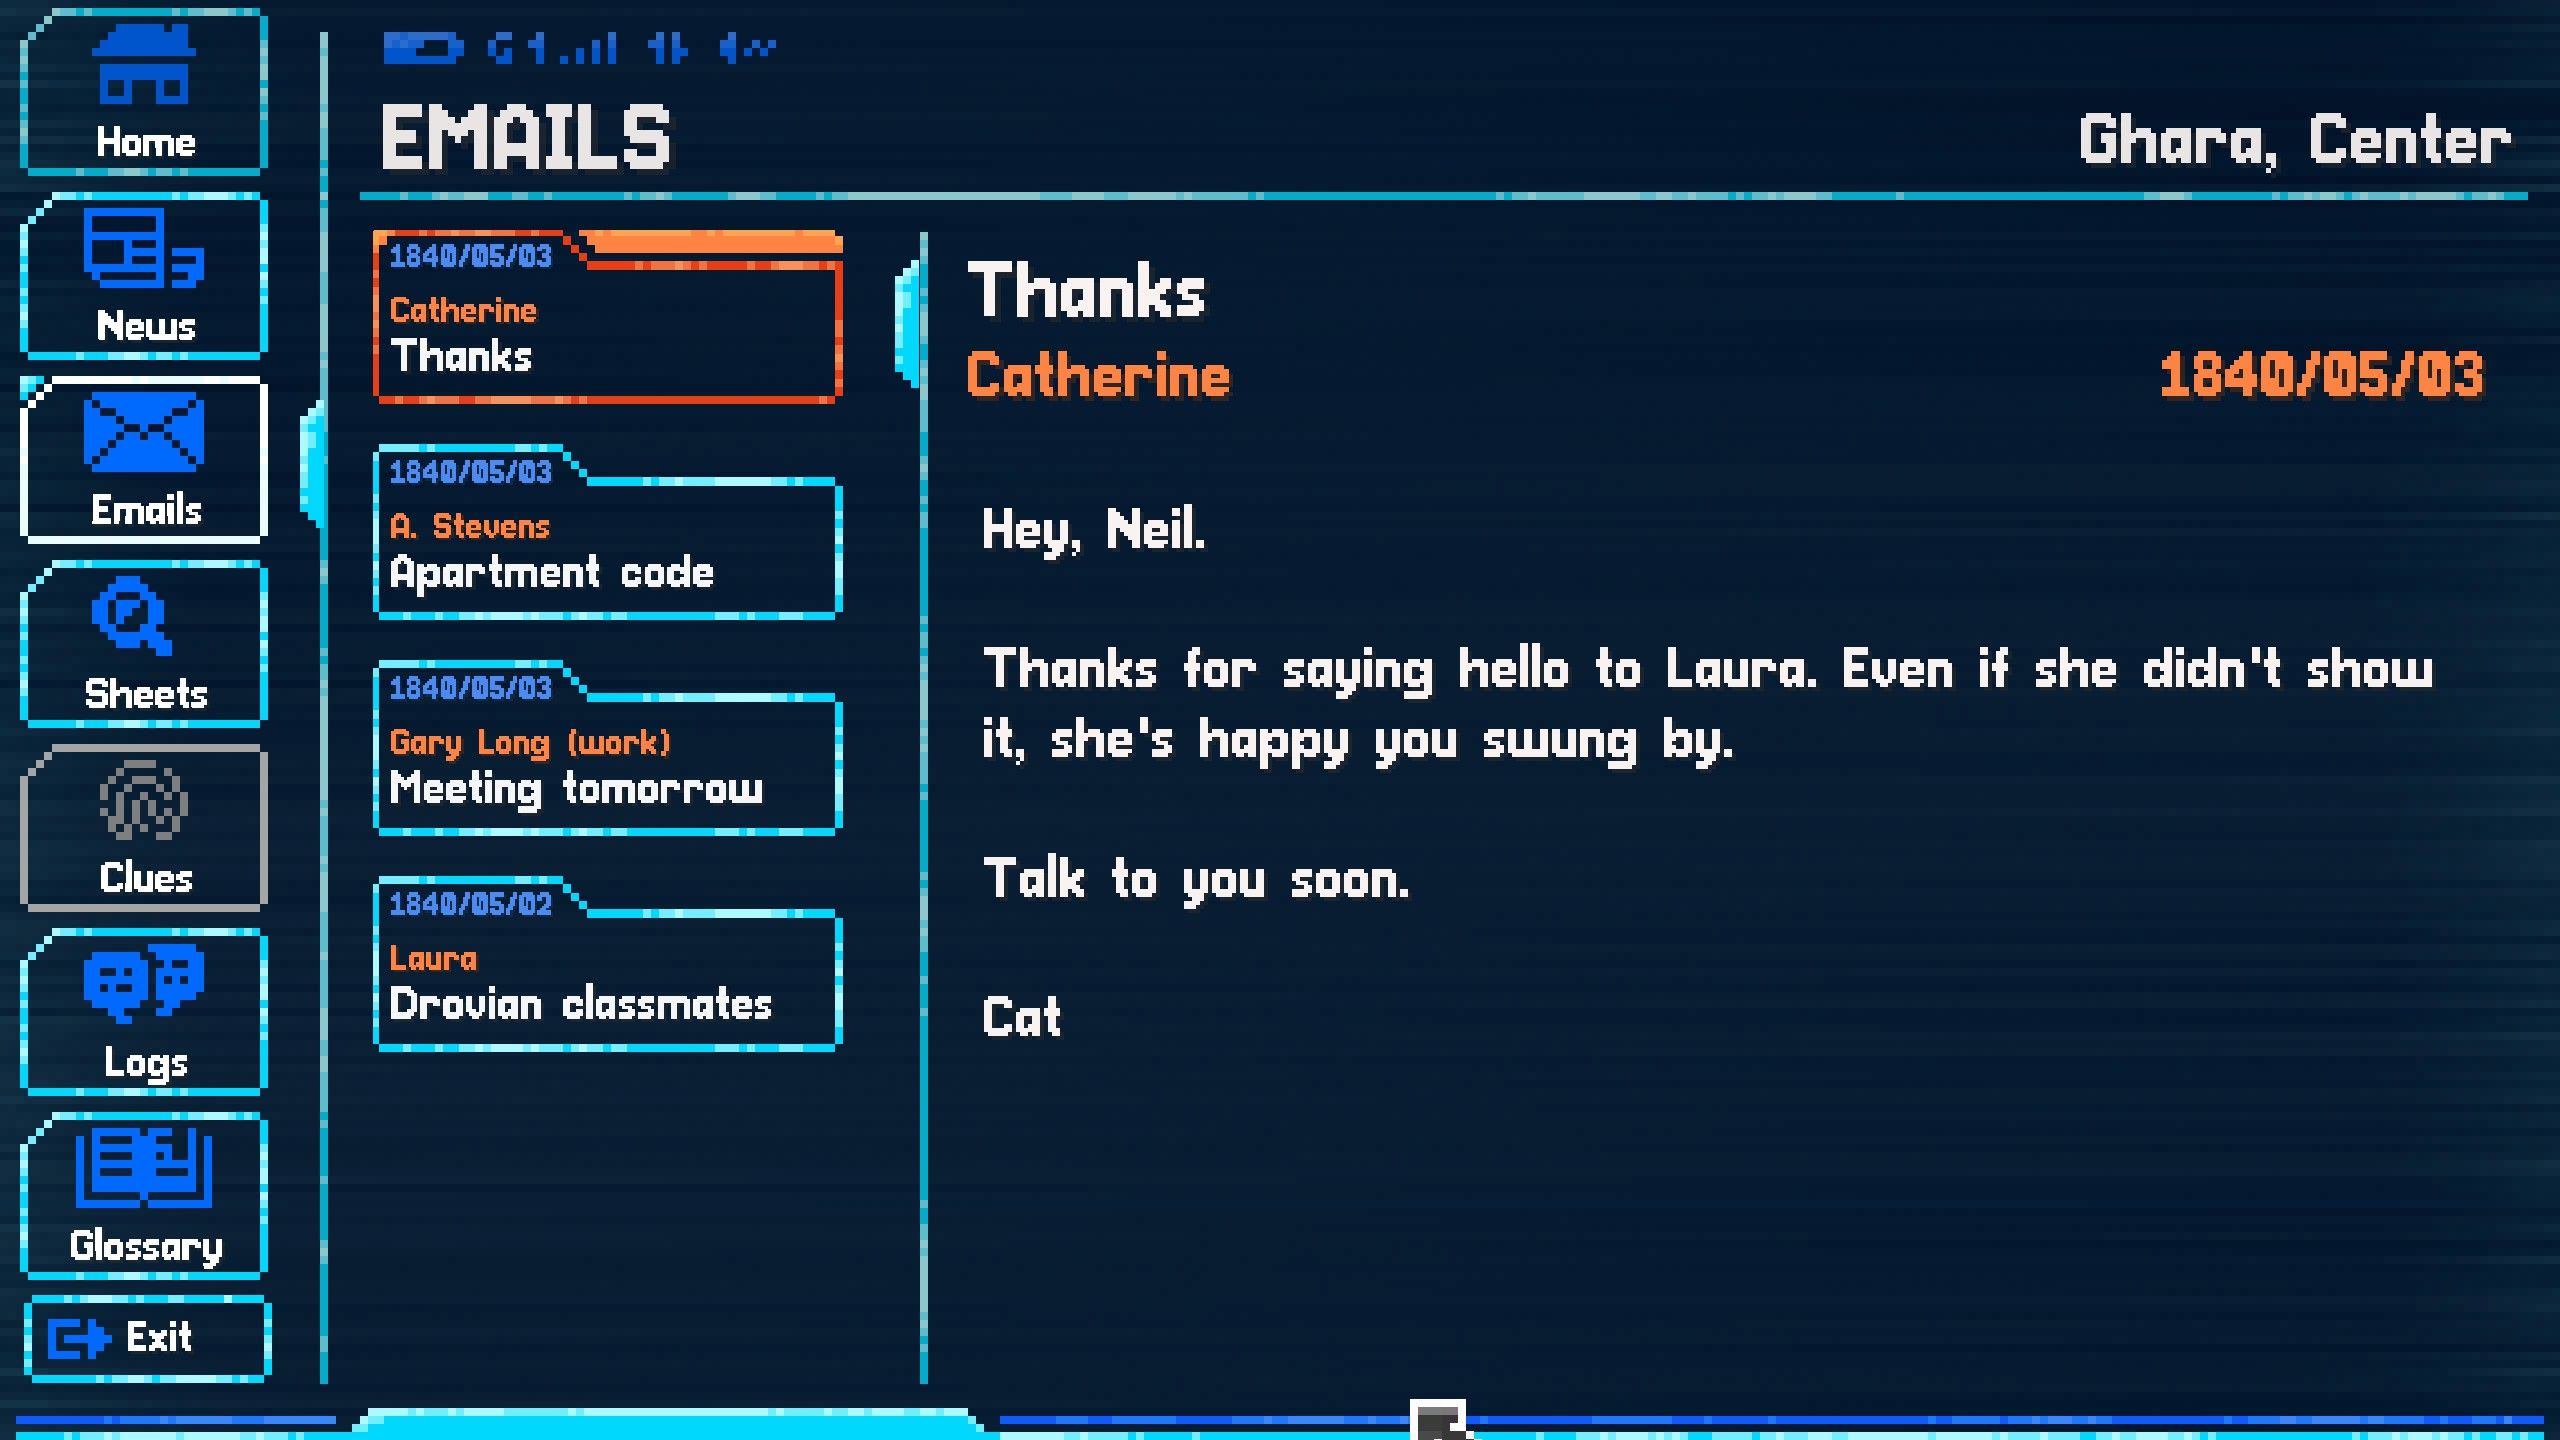 Home
News
Emails
Sheets
Clues
Logs
Glossary
Exit
EMAILS
Ghara, Center
1840/05/03
Catherine
Thanks
1840/05/03
A. Stevens
Apartment code
1840/05/03
Gary Long (work)
Meeting tomorrow
1840/05/02
Laura
Drovian classmates
Thanks
Catherine
1840/05/03
Hey, Neil.
Thanks for saying hello to Laura. Even if she didn't show
it, she's happy you swung by.
Talk to you soon.
Cat